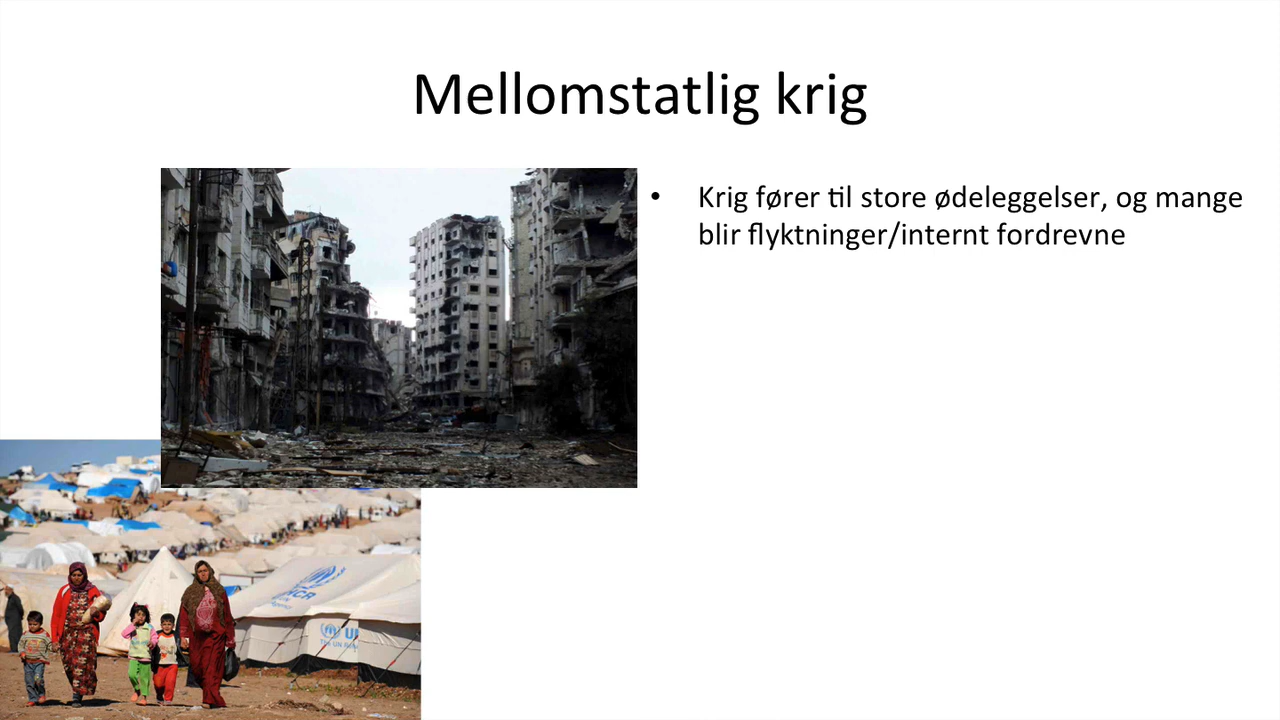 Mellomstatlig krig
• Krig fører til store ødeleggelser, og mange
blir flyktninger/internt fordrevne